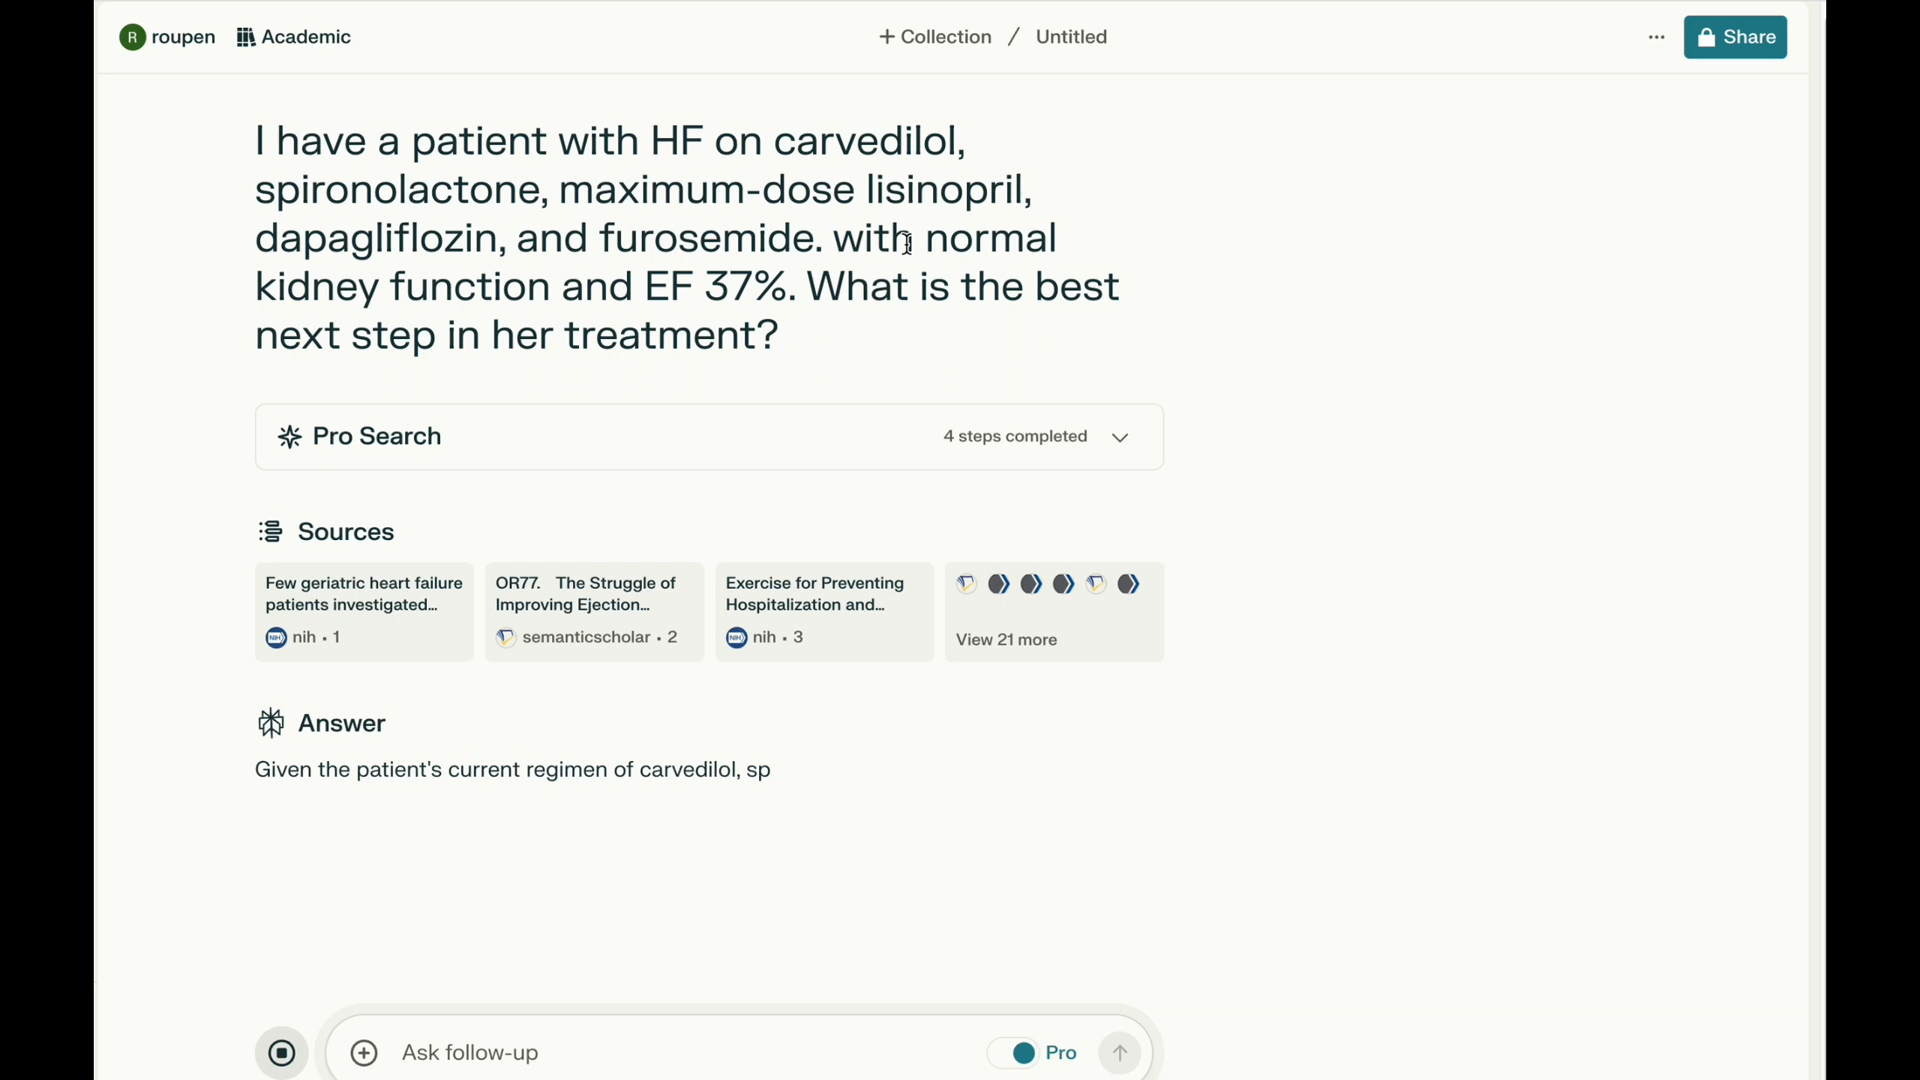 R roupen Academic + Collection / Untitled ··· Share
I have a patient with HF on carvedilol,
spironolactone, maximum-dose lisinopril,
dapagliflozin, and furosemide. with normal
kidney function and EF 37%. What is the best
next step in her treatment?
Pro Search 4 steps completed
Sources
Few geriatric heart failure
patients investigated...
nih · 1
OR77. The Struggle of
Improving Ejection...
semanticscholar · 2
Exercise for Preventing
Hospitalization and...
nih · 3
View 21 more
Answer
Given the patient's current regimen of carvedilol, sp
Ask follow-up Pro